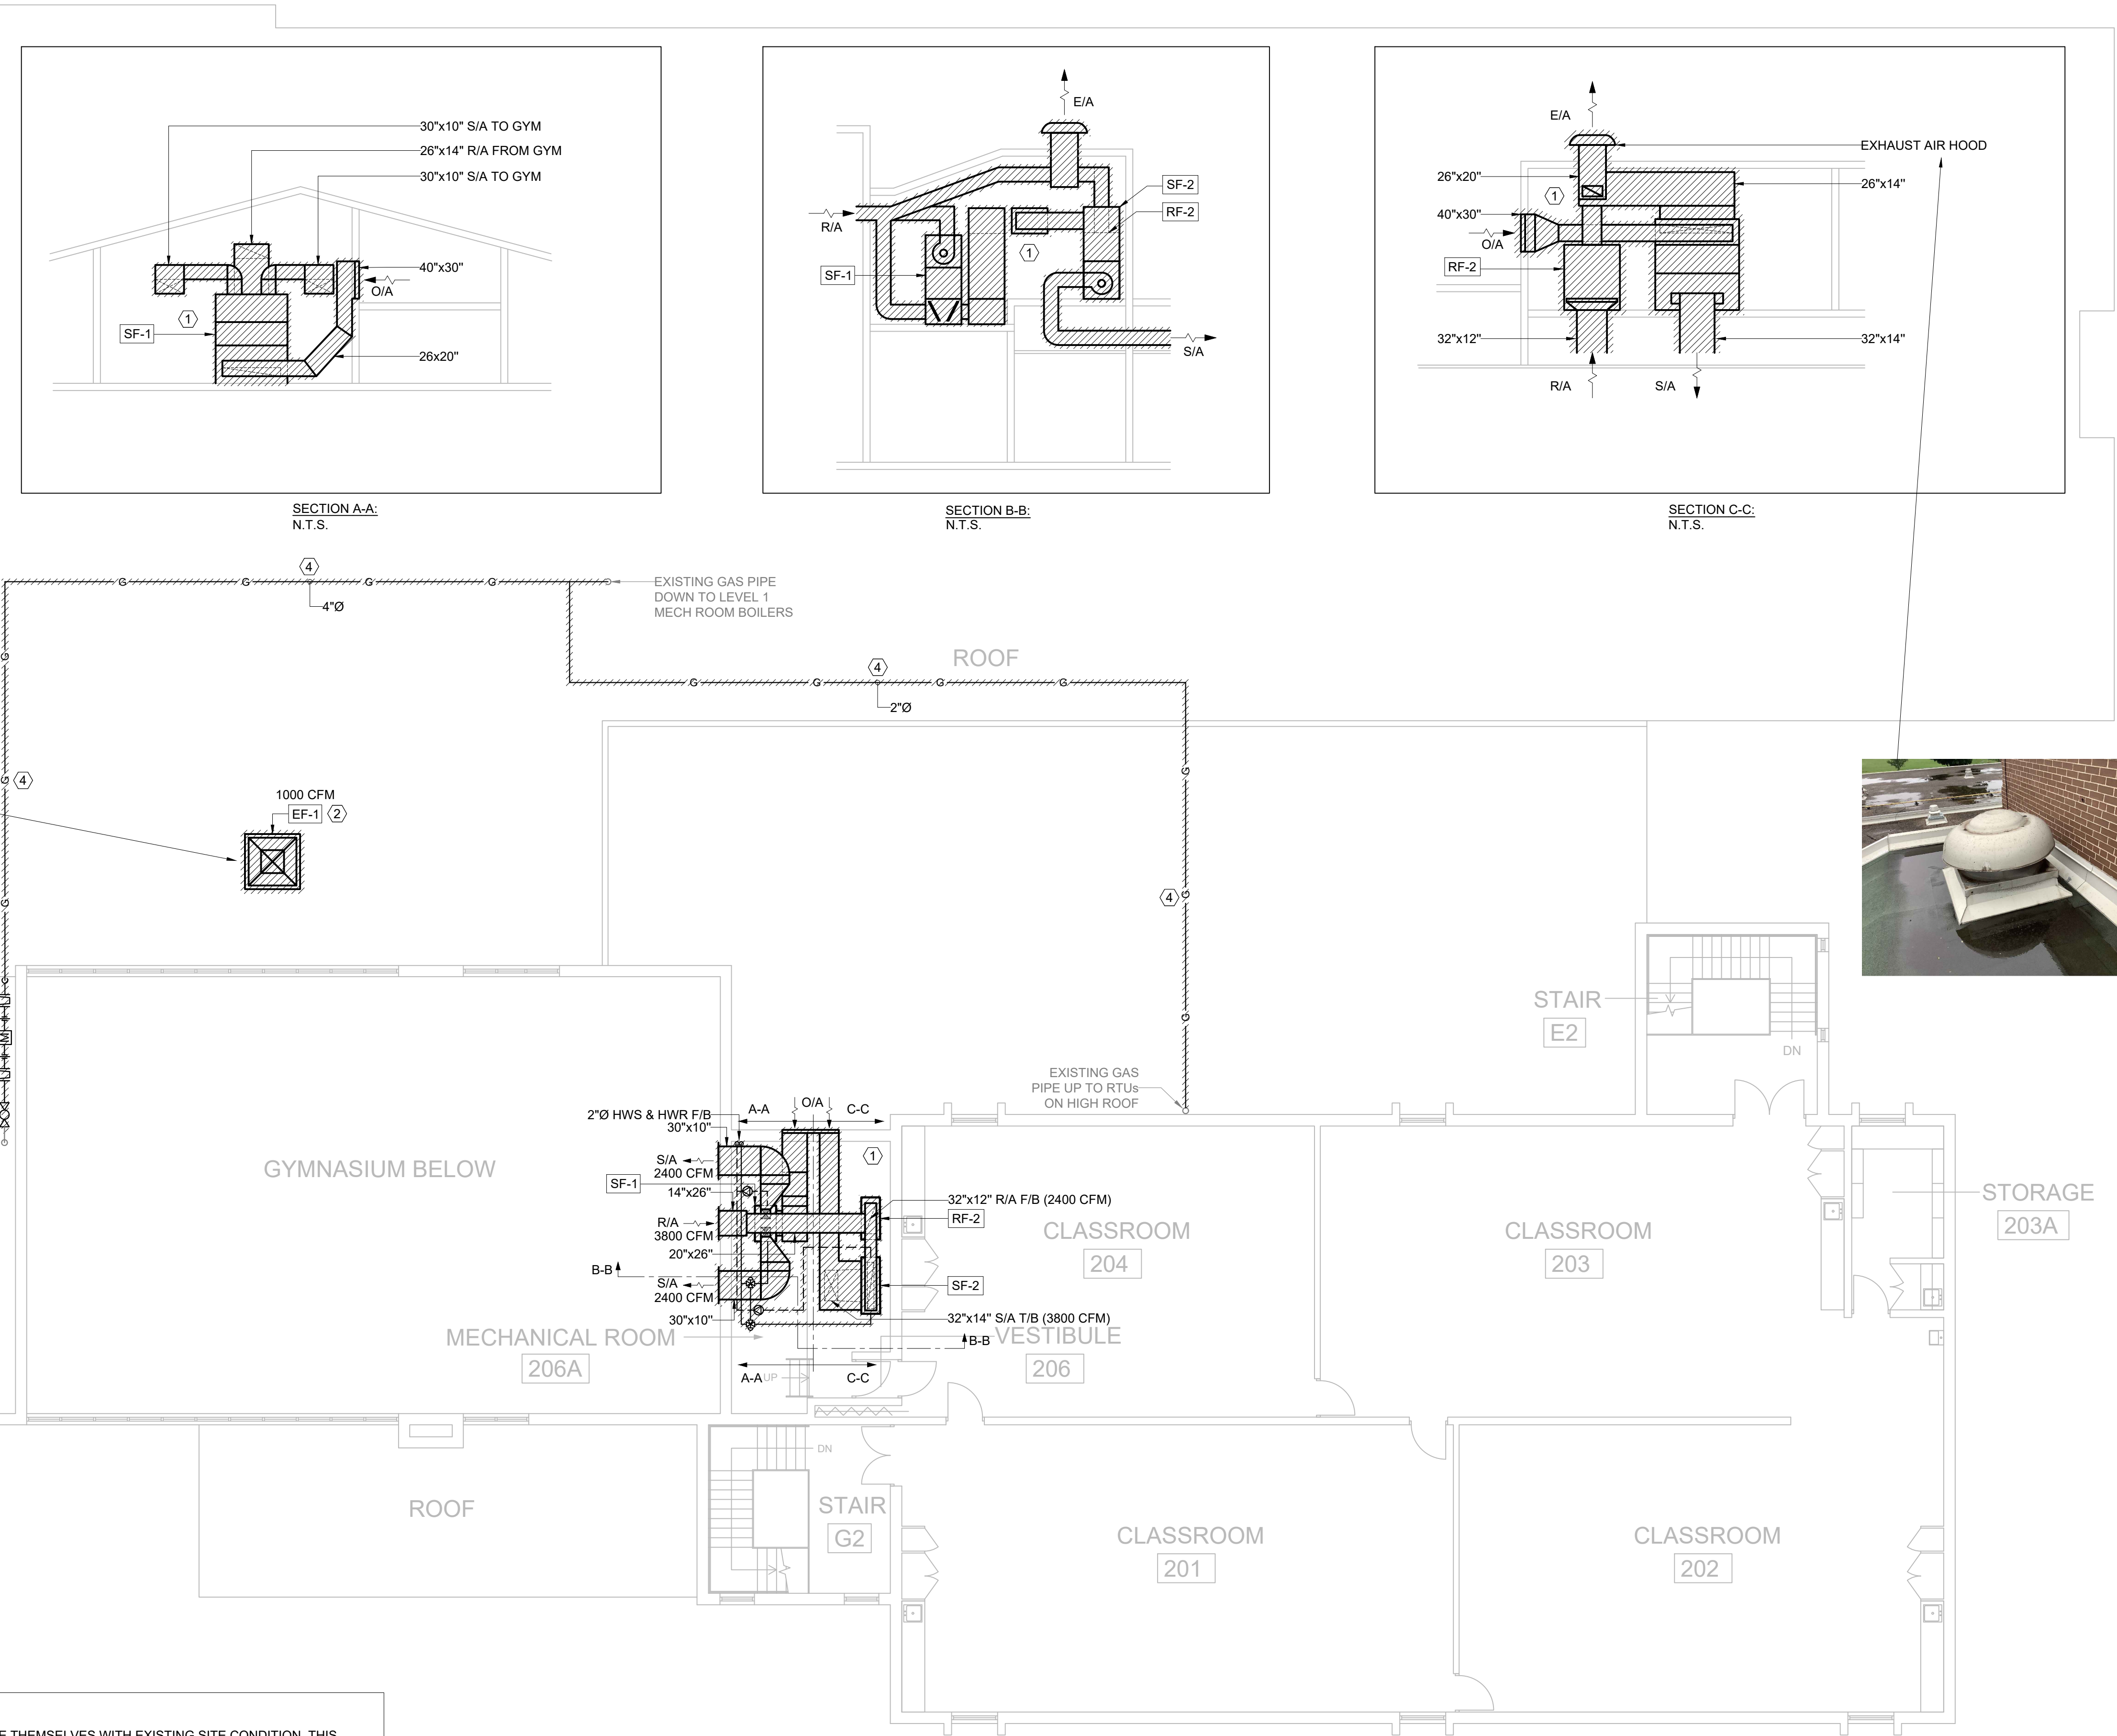 30"x10" S/A TO GYM
26"x14" R/A FROM GYM
30"x10" S/A TO GYM
40"x30"
O/A
1
SF-1
26x20"
SECTION A-A:
N.T.S.
E/A
SF-2
RF-2
R/A
1
SF-1
S/A
SECTION B-B:
N.T.S.
E/A
EXHAUST AIR HOOD
26"x20"
1
26"x14"
40"x30"
O/A
RF-2
32"x12"
32"x14"
R/A
S/A
SECTION C-C:
N.T.S.
4
G
G
G
G
4"Ø
EXISTING GAS PIPE
DOWN TO LEVEL 1
MECH ROOM BOILERS
ROOF
4
G
G
G
G
2"Ø
G
G
4
G
G
1000 CFM
EF-1
2
G
4
G
G
G
M
STAIR
E2
DN
EXISTING GAS
PIPE UP TO RTUs
ON HIGH ROOF
2"Ø HWS & HWR F/B
30"x10"
A-A
O/A
C-C
1
S/A
2400 CFM
SF-1
14"x26"
R/A
3800 CFM
20"x26"
B-B
S/A
2400 CFM
30"x10"
32"x12" R/A F/B (2400 CFM)
RF-2
SF-2
32"x14" S/A T/B (3800 CFM)
B-B
A-A
UP
C-C
GYMNASIUM BELOW
MECHANICAL ROOM
206A
VESTIBULE
206
CLASSROOM
204
CLASSROOM
203
STORAGE
203A
ROOF
DN
STAIR
G2
CLASSROOM
201
CLASSROOM
202
THEMSELVES WITH EXISTING SITE CONDITION. THIS